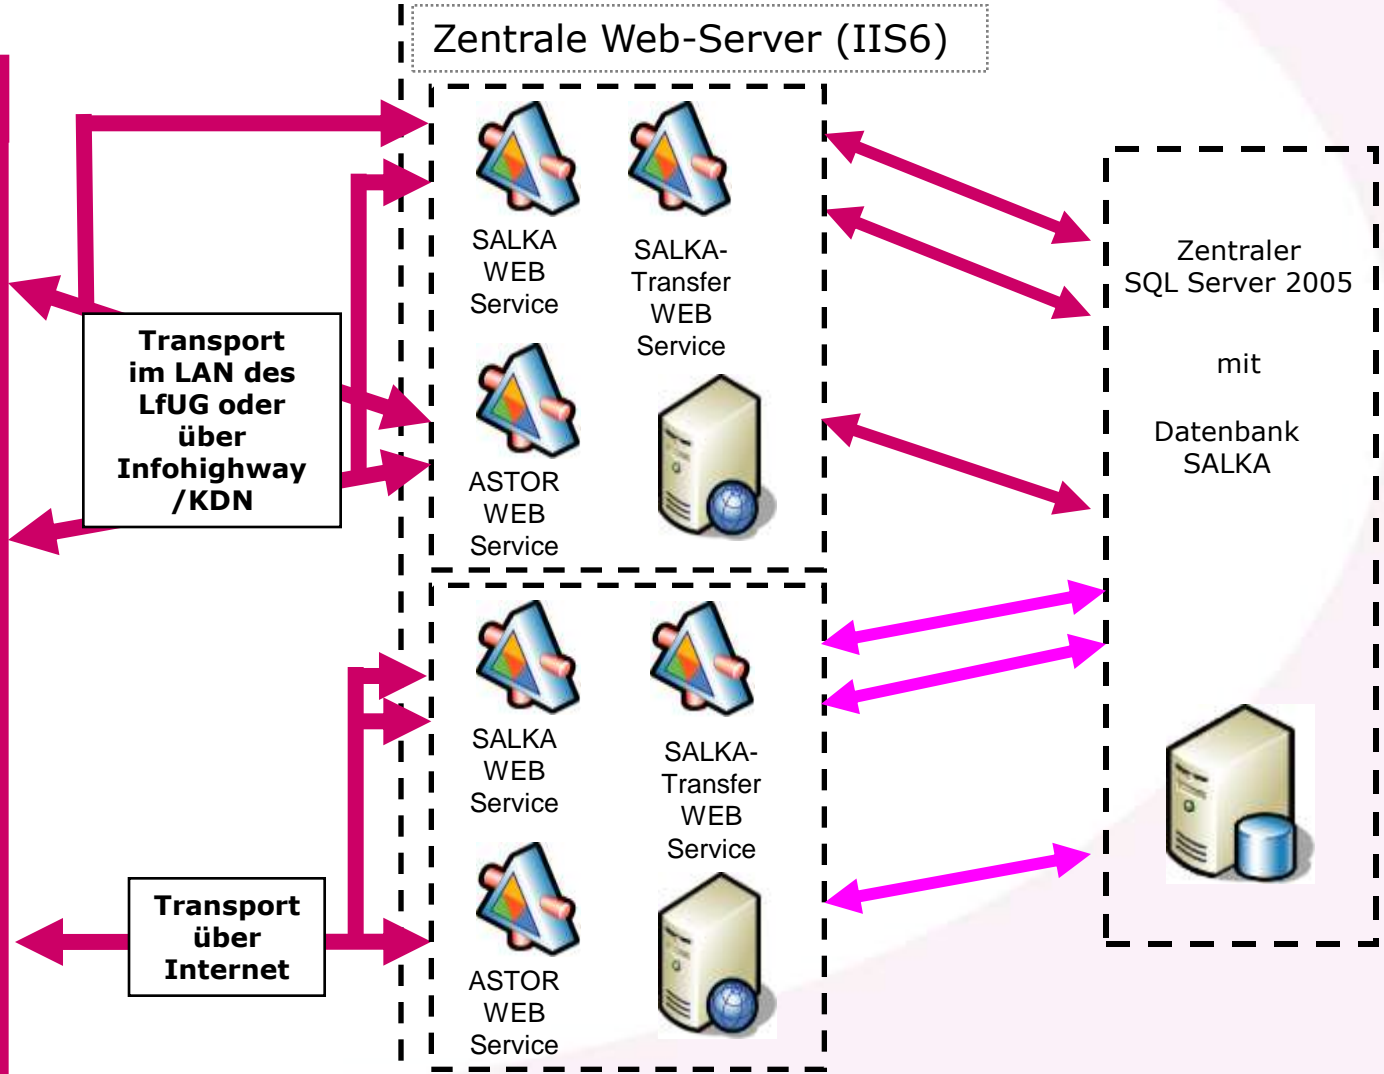 Zentrale Web-Server (IIS6)
Transport
im LAN des
LfUG oder
über
Infohighway
/KDN
SALKA
WEB
Service
SALKA-
Transfer
WEB
Service
ASTOR
WEB
Service
Zentraler
SQL Server 2005
mit
Datenbank
SALKA
Transport
über
Internet
SALKA
WEB
Service
SALKA-
Transfer
WEB
Service
ASTOR
WEB
Service